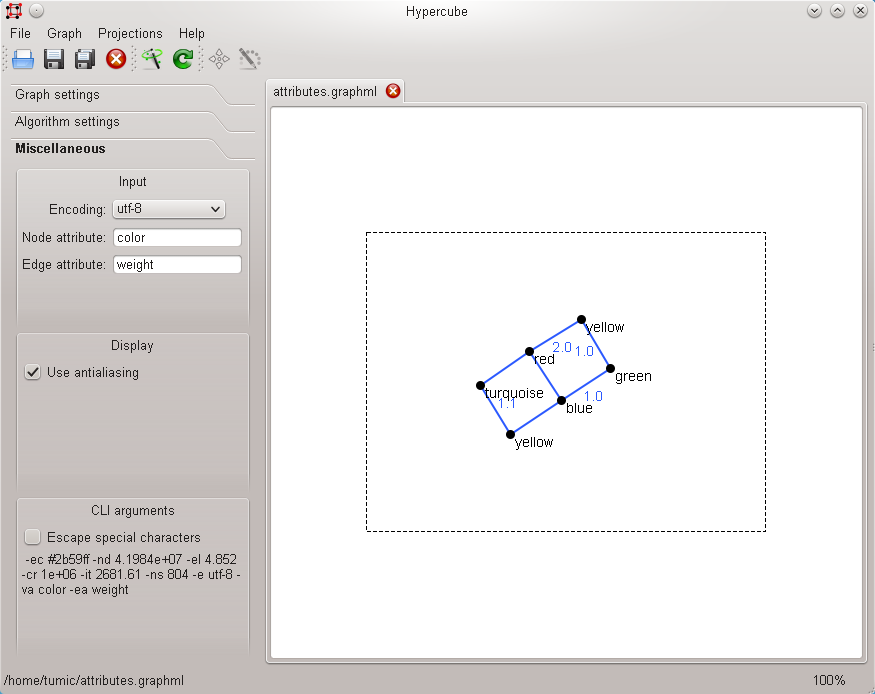 Hypercube
File Graph Projections Help
Graph settings
Algorithm settings
Miscellaneous
Input
Encoding: utf-8
Node attribute: color
Edge attribute: weight
Display
Use antialiasing
CLI arguments
Escape special characters
-ec #2b59ff -nd 4.1984e+07 -el 4.852
-cr 1e+06 -it 2681.61 -ns 804 -e utf-8 -
va color -ea weight
attributes.graphml
yellow
2.0
1.0
red
green
turquoise
1.1
1.0
blue
yellow
/home/tumic/attributes.graphml
100%